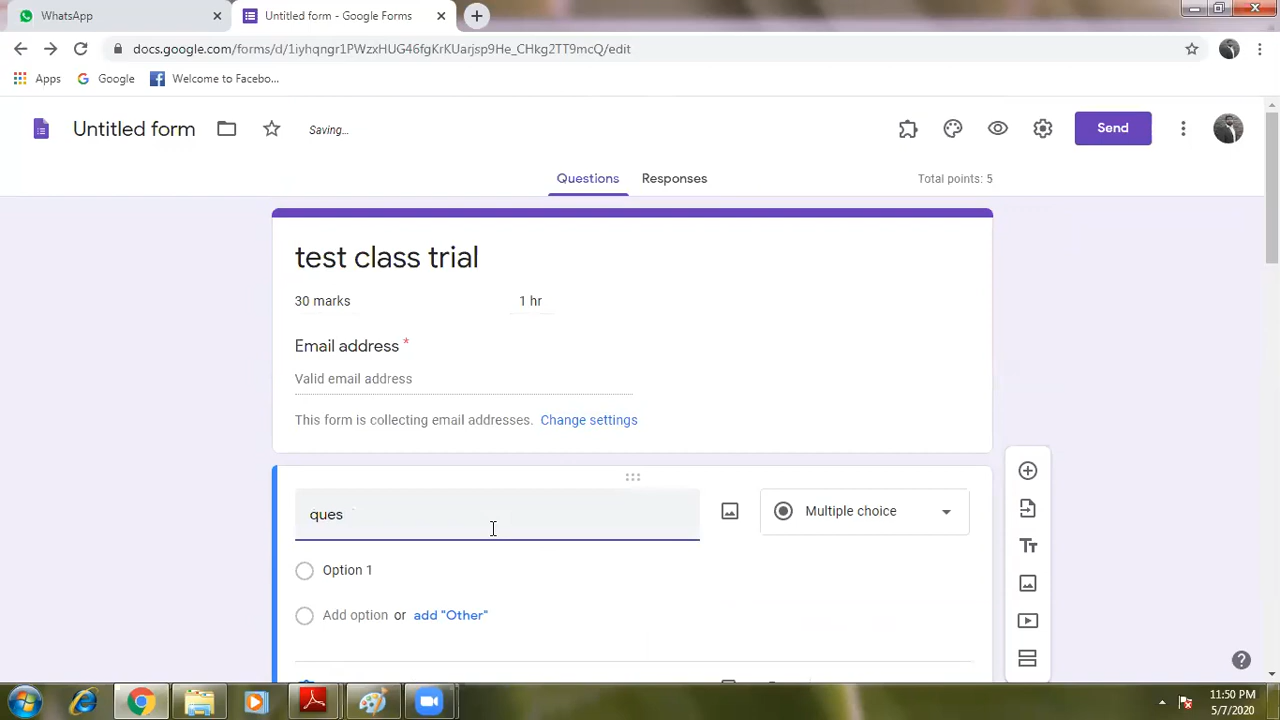 WhatsApp
Untitled form - Google Forms
docs.google.com/forms/d/1iyhqngr1PWzxHUG46fgKrKUarjsp9He_CHkg2TT9mcQ/edit
Apps
Google
Welcome to Facebo...
Untitled form
Saving...
Send
Questions
Responses
Total points: 5
test class trial
30 marks 1 hr
Email address *
Valid email address
This form is collecting email addresses. Change settings
ques
Multiple choice
Option 1
Add option or add "Other"
Tт
11:50 PM
5/7/2020